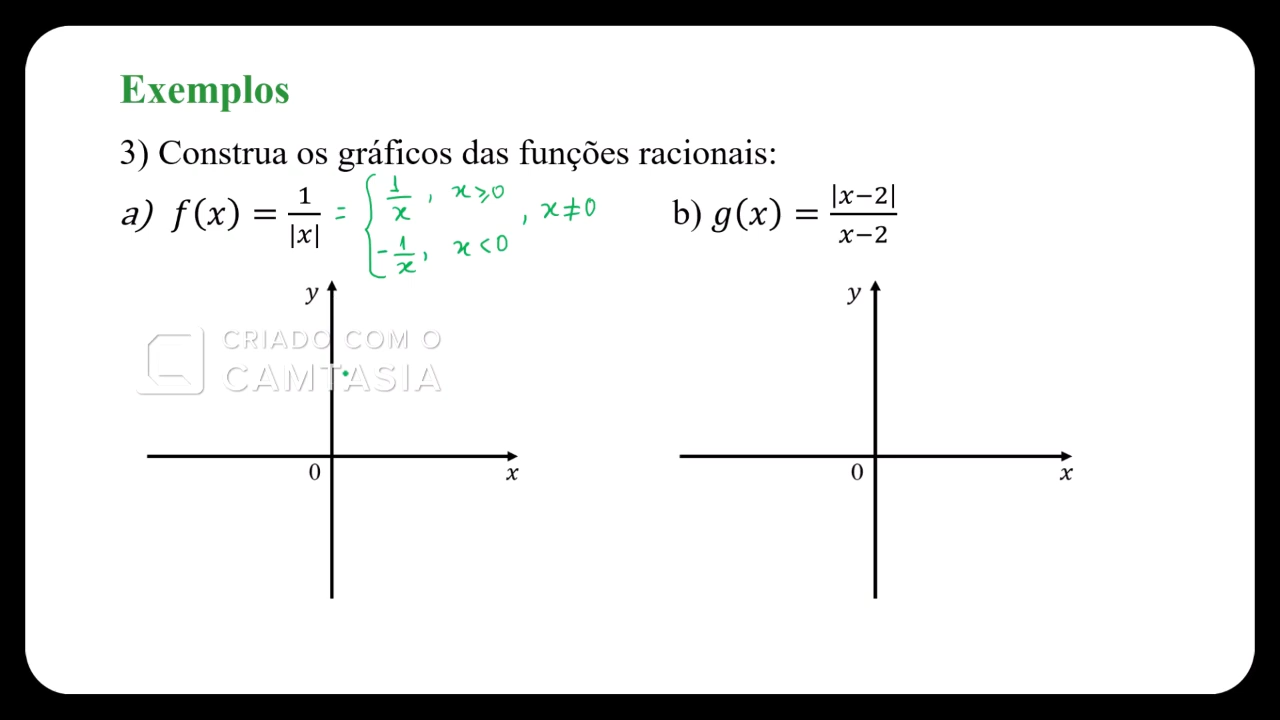 Exemplos
3) Construa os gráficos das funções racionais:
a) f(x) = 1/|x| = { 1/x, x ⩾ 0
-1/x, x < 0
, x ≠ 0
b) g(x) = |x−2|/x−2
y
CRIADO COM O
CAMTASIA
0
x
y
0
x